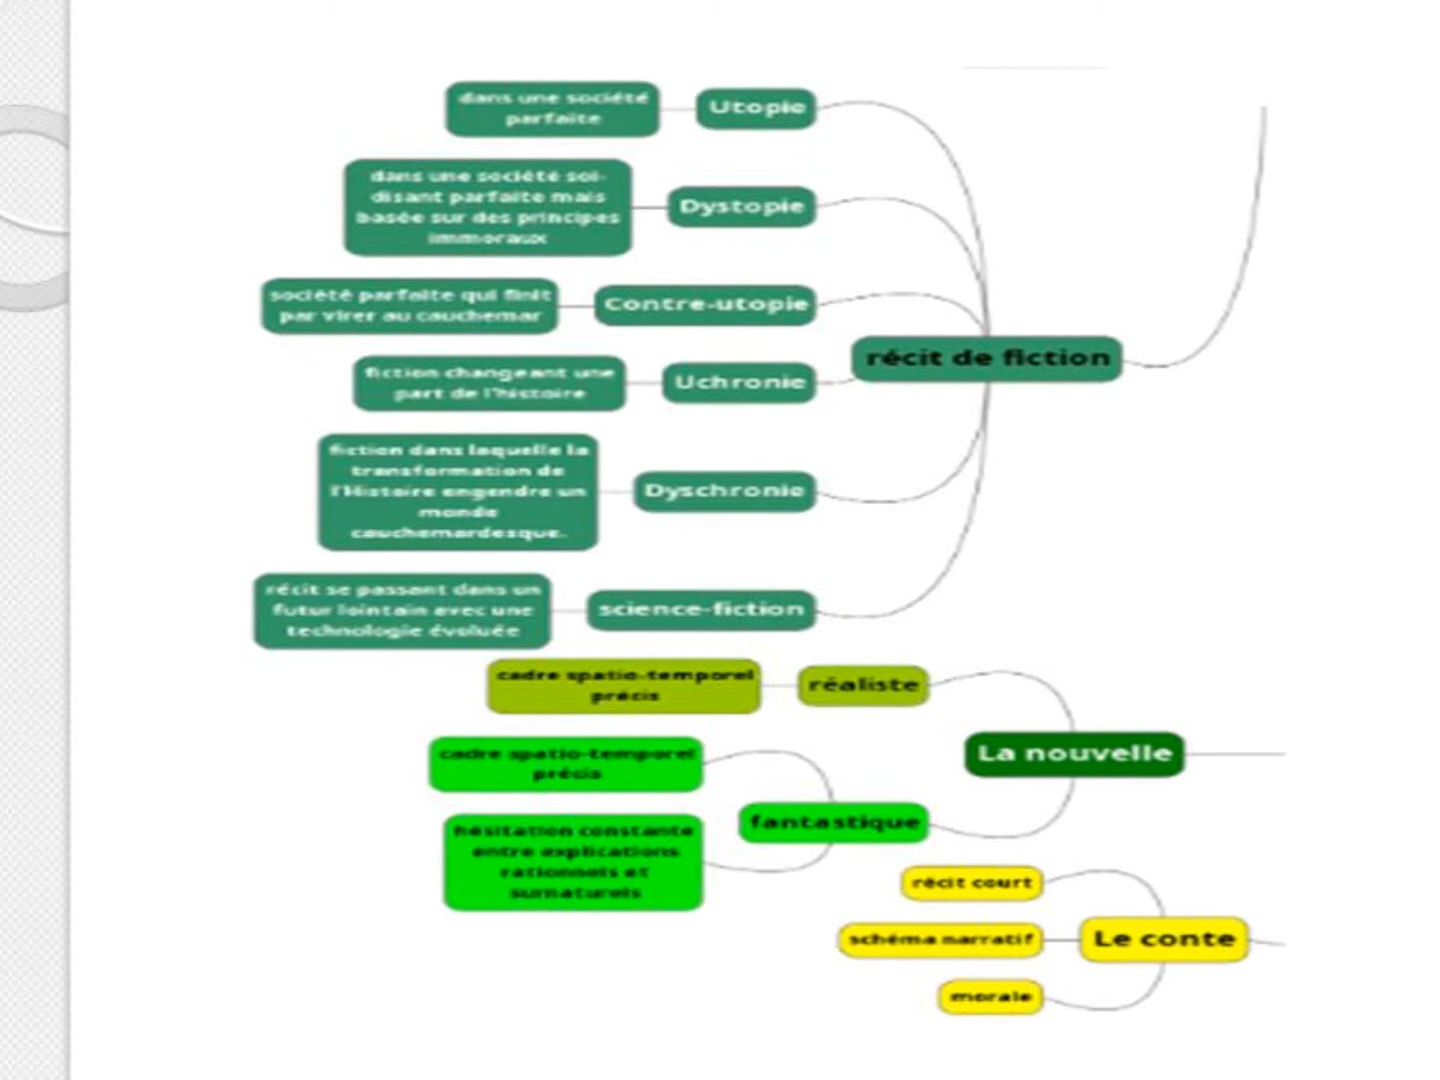 dans une société
parfaite
Utopie
dans une société soi-
disant parfaite mais
basée sur des principes
immoraux
Dystopie
société parfaite qui finit
par virer au cauchemar
Contre-utopie
récit de fiction
fiction changeant une
part de l'histoire
Uchronie
fiction dans laquelle la
transformation de
l'Histoire engendre un
monde
cauchemardesque.
Dyschronie
récit se passant dans un
futur lointain avec une
technologie évoluée
science-fiction
cadre spatio-temporel
précis
réaliste
La nouvelle
cadre spatio-temporel
précis
fantastique
hésitation constante
entre explications
rationnels et
surnaturels
récit court
schéma narratif
Le conte
morale